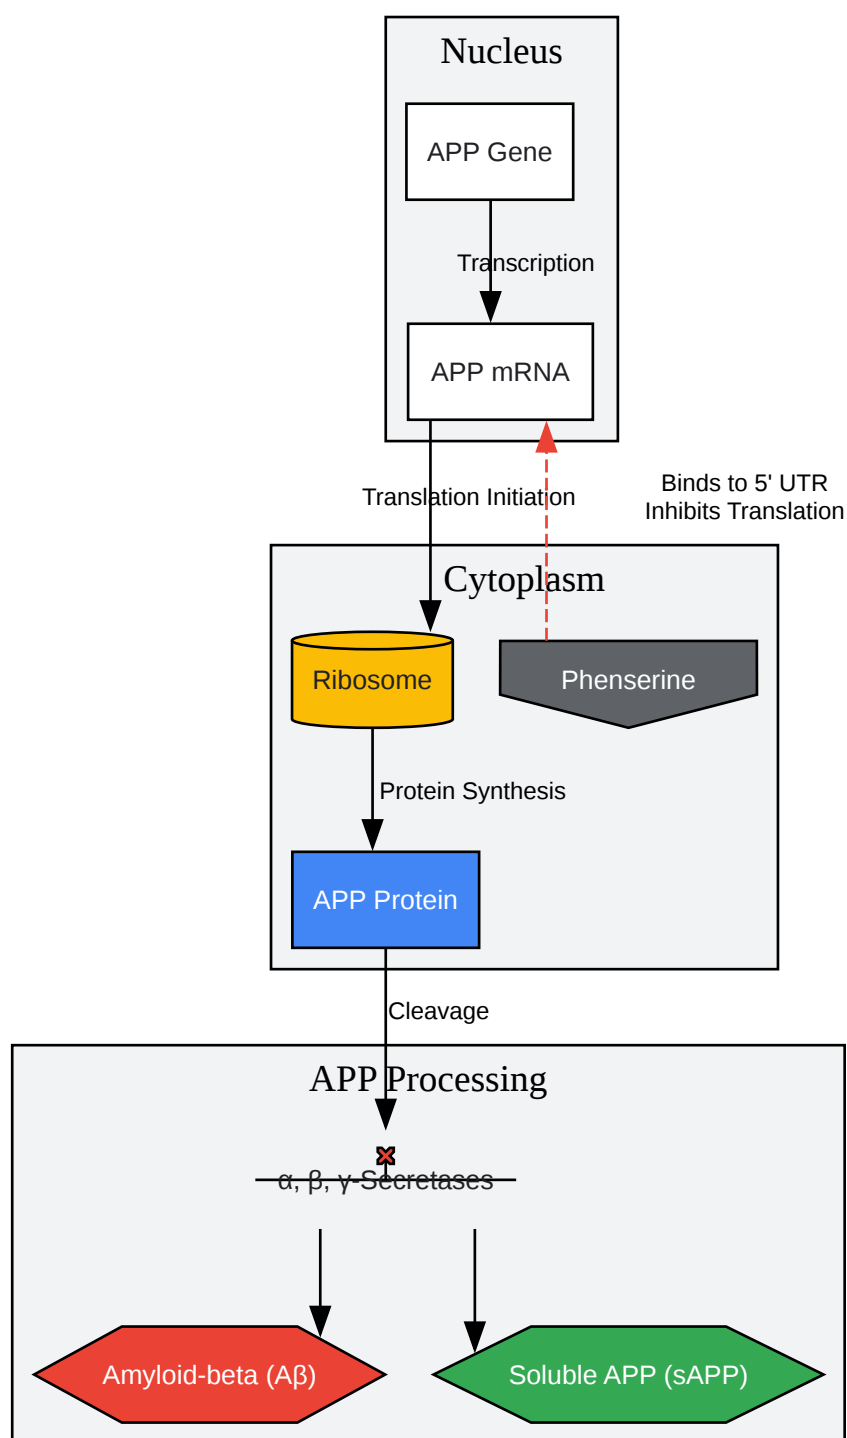 Nucleus
APP Gene
Transcription
APP mRNA
Translation Initiation
Binds to 5' UTR
Inhibits Translation
Cytoplasm
Ribosome
Phenserine
Protein Synthesis
APP Protein
Cleavage
APP Processing
α, β, γ-Secretases
Amyloid-beta (Aβ)
Soluble APP (sAPP)